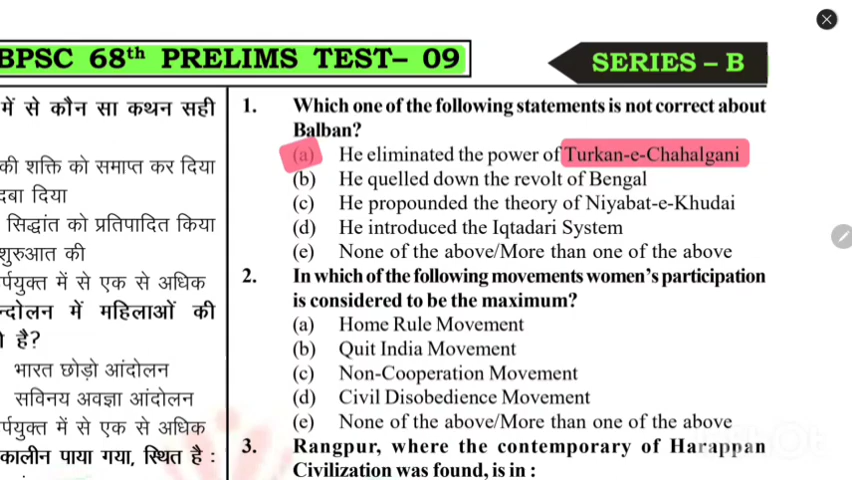 BPSC 68th PRELIMS TEST– 09
SERIES – B
में से कौन सा कथन सही
की शक्ति को समाप्त कर दिया
दबा दिया
सिद्धांत को प्रतिपादित किया
शुरुआत की
र्पयुक्त में से एक से अधिक
न्दोलन में महिलाओं की
है?
भारत छोड़ो आंदोलन
सविनय अवज्ञा आंदोलन
र्पयुक्त में से एक से अधिक
कालीन पाया गया, स्थित है :
1. Which one of the following statements is not correct about
Balban?
(a) He eliminated the power of Turkan-e-Chahalgani
(b) He quelled down the revolt of Bengal
(c) He propounded the theory of Niyabat-e-Khudai
(d) He introduced the Iqtadari System
(e) None of the above/More than one of the above
2. In which of the following movements women's participation
is considered to be the maximum?
(a) Home Rule Movement
(b) Quit India Movement
(c) Non-Cooperation Movement
(d) Civil Disobedience Movement
(e) None of the above/More than one of the above
3. Rangpur, where the contemporary of Harappan
Civilization was found, is in :